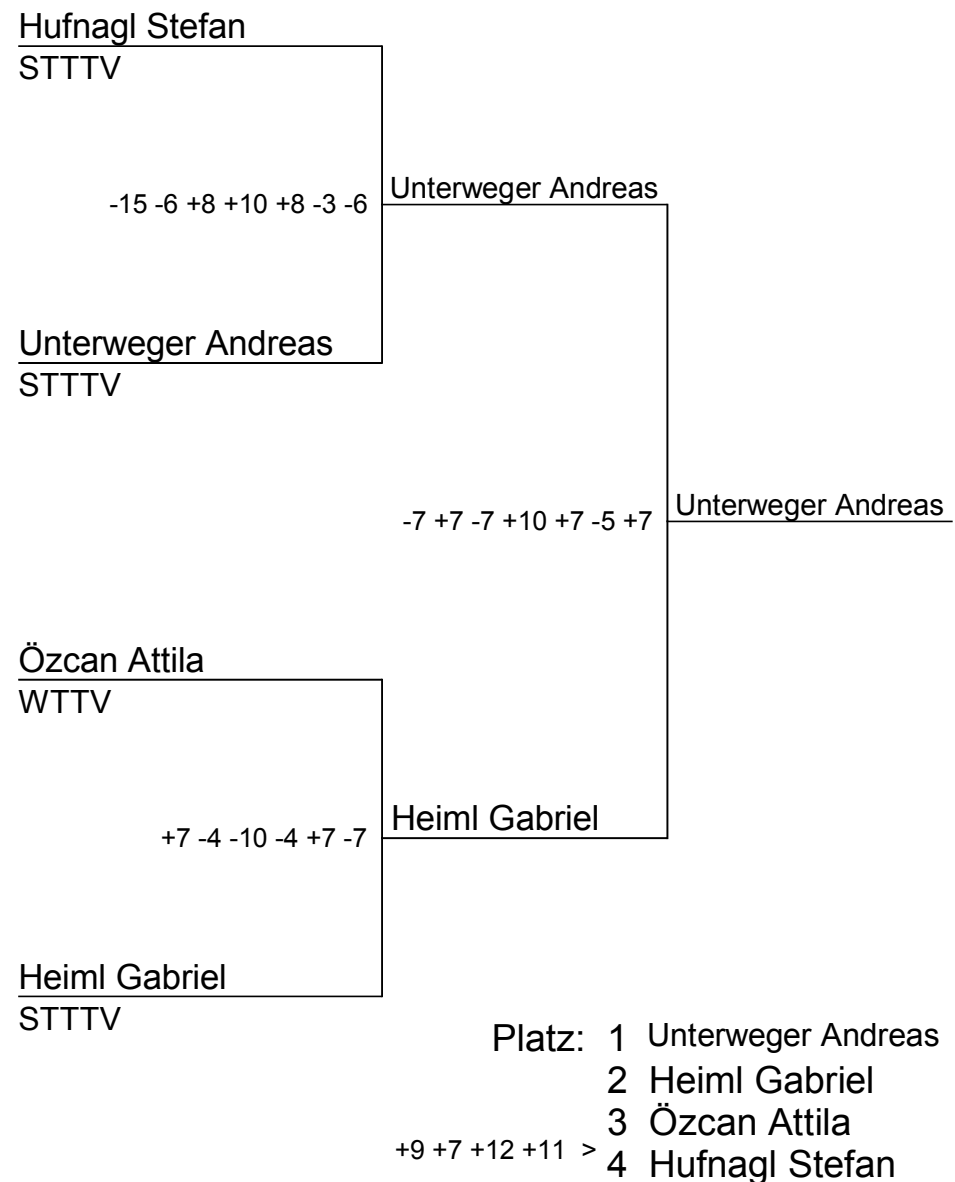 Hufnagl Stefan
STTTV
-15 -6 +8 +10 +8 -3 -6
Unterweger Andreas
Unterweger Andreas
STTTV
-7 +7 -7 +10 +7 -5 +7
Unterweger Andreas
Özcan Attila
WTTV
+7 -4 -10 -4 +7 -7
Heiml Gabriel
Heiml Gabriel
STTTV
Platz: 1 Unterweger Andreas
2 Heiml Gabriel
3 Özcan Attila
+9 +7 +12 +11 >
4 Hufnagl Stefan